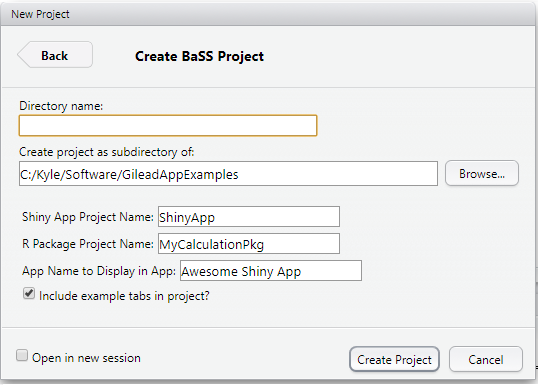 New Project
Back
Create BaSS Project
Directory name:
Create project as subdirectory of:
C:/Kyle/Software/GileadAppExamples
Browse...
Shiny App Project Name: ShinyApp
R Package Project Name: MyCalculationPkg
App Name to Display in App: Awesome Shiny App
Include example tabs in project?
Open in new session
Create Project
Cancel